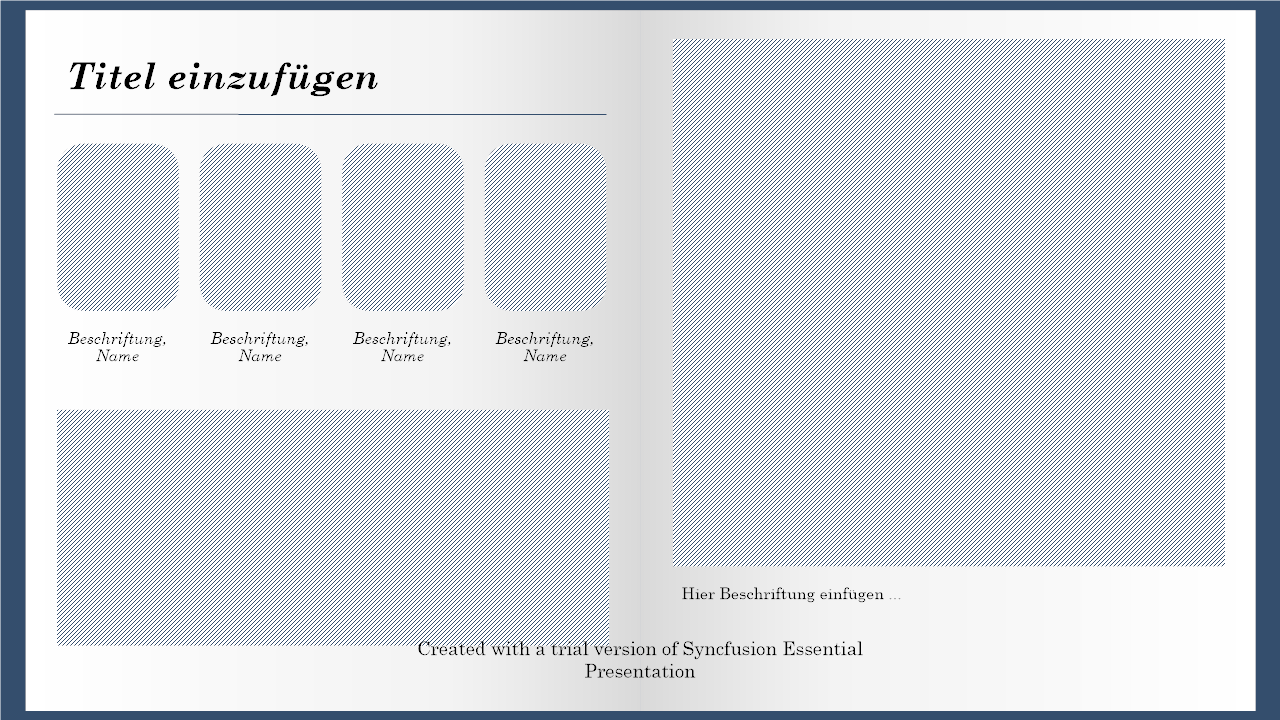 Titel einzufügen
Beschriftung,
Name
Beschriftung,
Name
Beschriftung,
Name
Beschriftung,
Name
Hier Beschriftung einfügen ...
Created with a trial version of Syncfusion Essential
Presentation